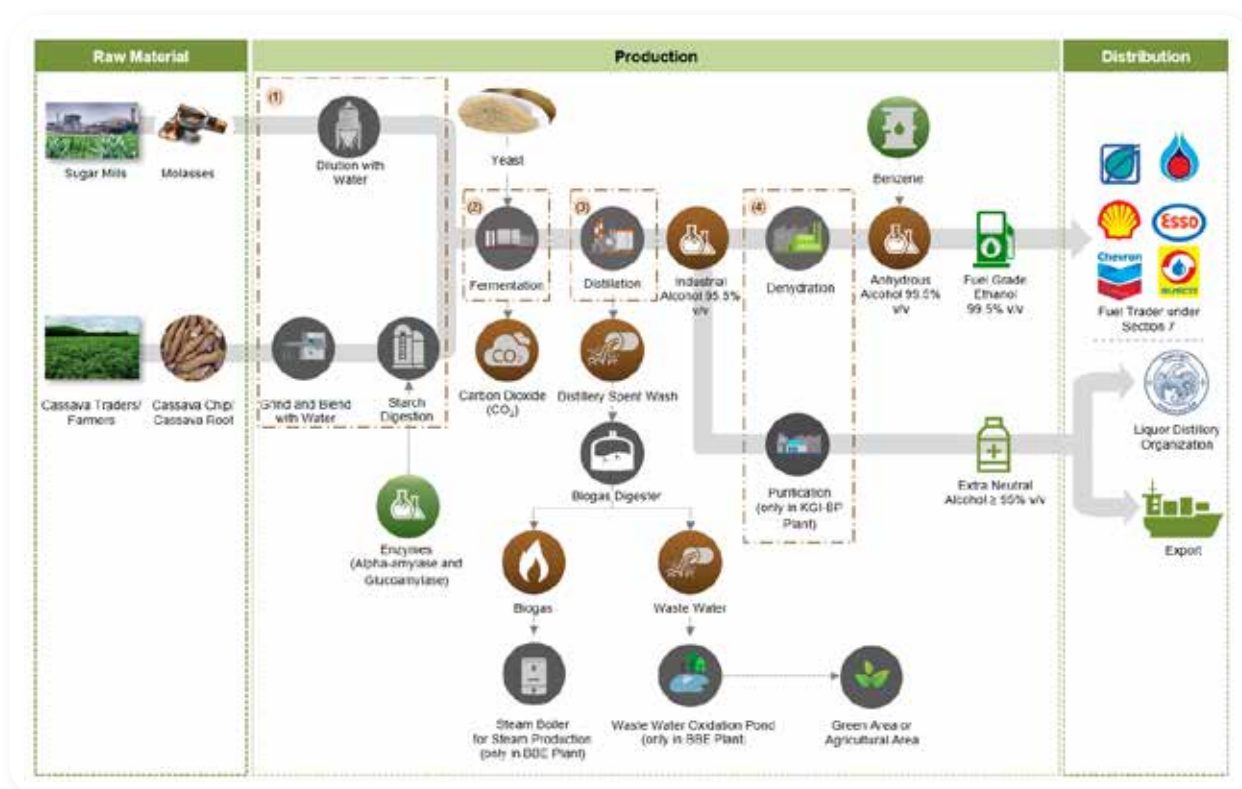 Raw Material
Production
Distribution
(1)
Sugar Mills
Molasses
Dilution with
Water
Yeast
Benzene
(2)
(3)
(4)
Fermentation
Distilation
Industrial
Alcohol 95.5%
v/v
Denydration
Anhydrous
Alcohol 99.5%
v/v
Fuel Grade
Ethanol
99.5% v/v
Esso
Chevron
Fuel Trader under
Section 7
Cassava Traders/
Farmers
Cassava Chip/
Cassava Root
Grind and Blend
with Water
Starch
Digestion
CO₂
Carbon Dioxide
(CO₂)
Distillery Spent Wash
Liquor Distillery
Organization
Biogas Digester
Purification
(only in KGI-BP
Plant)
Extra Neutral
Alcohol ≥ 95% v/v
Enzymes
(Alpha-amylase and
Glucoamylase)
Export
Biogas
Waste Water
Steam Boiler
for Steam Production
(only in BBE Plant)
Waste Water Oxidation Pond
(only in BBE Plant)
Green Area or
Agricultural Area